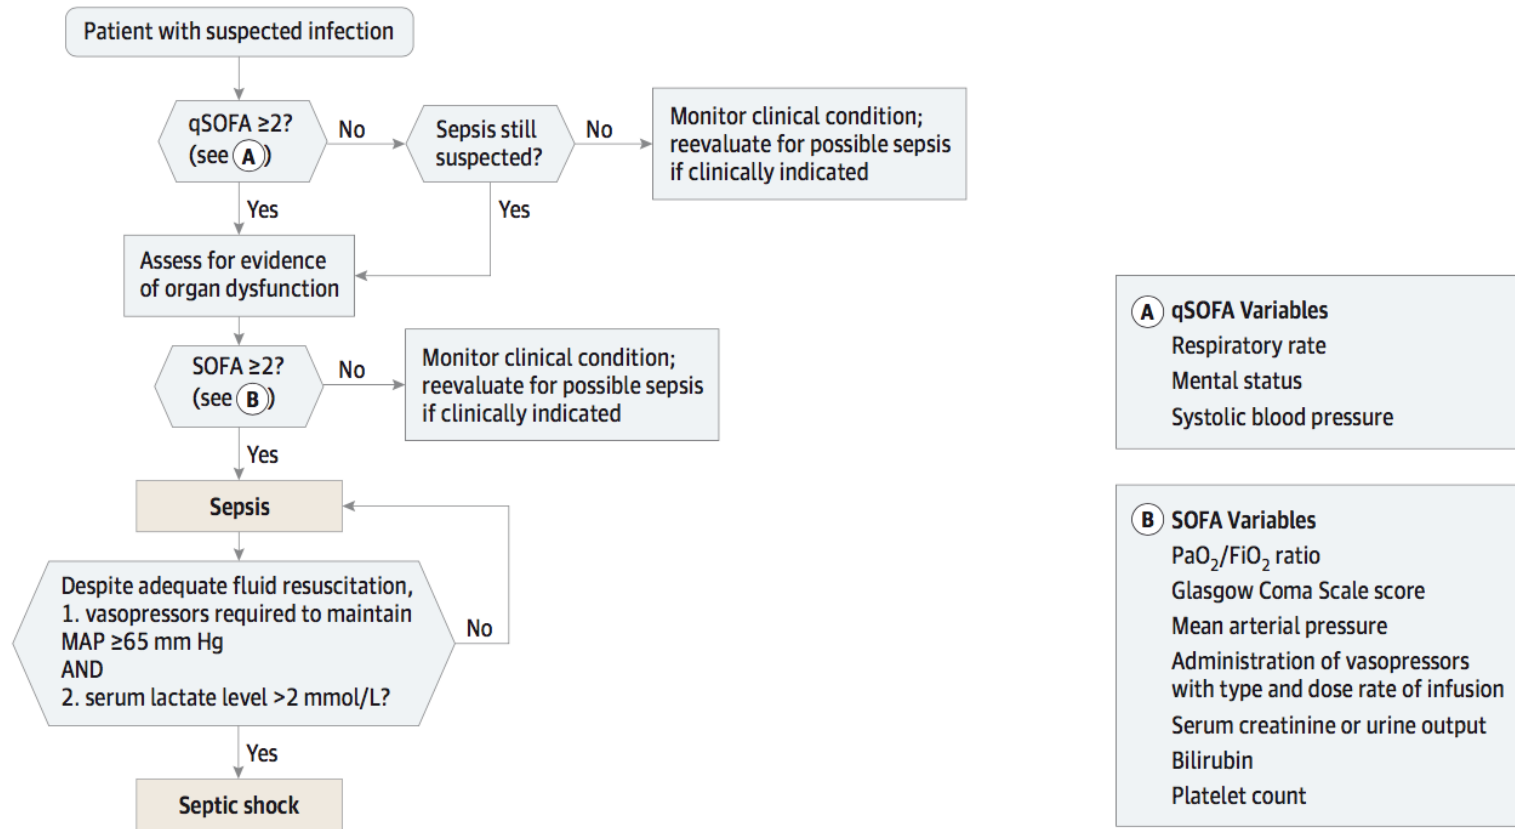 Patient with suspected infection
qSOFA ≥2?
(see A)
No
Sepsis still
suspected?
No
Monitor clinical condition;
reevaluate for possible sepsis
if clinically indicated
Yes
Yes
Assess for evidence
of organ dysfunction
SOFA ≥2?
(see B)
No
Monitor clinical condition;
reevaluate for possible sepsis
if clinically indicated
Yes
Sepsis
Despite adequate fluid resuscitation,
1. vasopressors required to maintain
MAP ≥65 mm Hg
AND
2. serum lactate level >2 mmol/L?
No
Yes
Septic shock
A qSOFA Variables
Respiratory rate
Mental status
Systolic blood pressure
B SOFA Variables
PaO₂/FiO₂ ratio
Glasgow Coma Scale score
Mean arterial pressure
Administration of vasopressors
with type and dose rate of infusion
Serum creatinine or urine output
Bilirubin
Platelet count